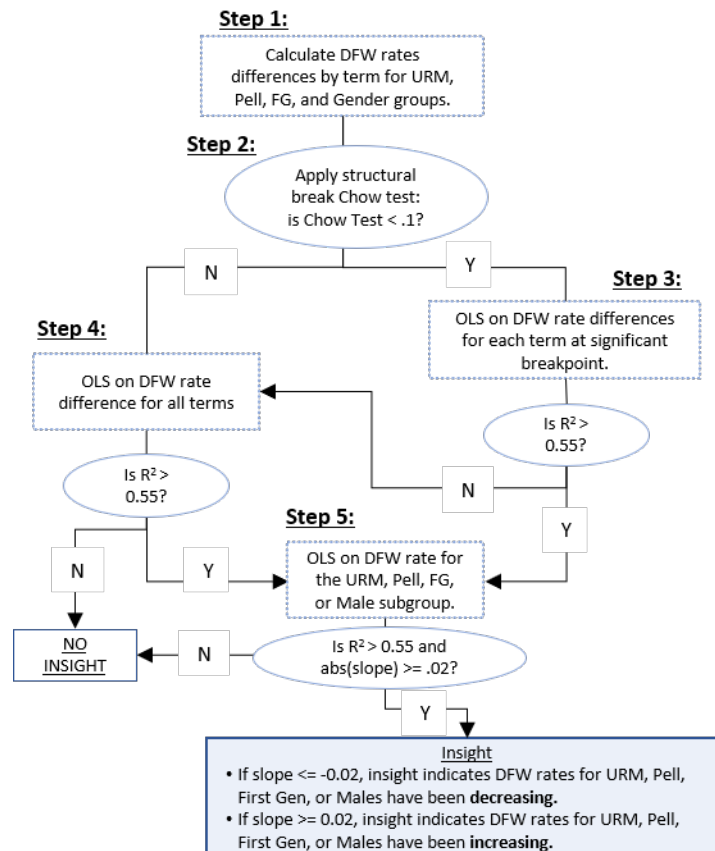 Step 1:
Calculate DFW rates
differences by term for URM,
Pell, FG, and Gender groups.
Step 2:
Apply structural
break Chow test:
is Chow Test < .1?
N
Y
Step 3:
OLS on DFW rate differences
for each term at significant
breakpoint.
Step 4:
OLS on DFW rate
difference for all terms
Is R² >
0.55?
Is R² >
0.55?
N
Y
Step 5:
OLS on DFW rate for
the URM, Pell, FG,
or Male subgroup.
N
Y
NO
INSIGHT
N
Is R² > 0.55 and
abs(slope) >= .02?
Y
Insight
• If slope <= -0.02, insight indicates DFW rates for URM, Pell,
First Gen, or Males have been decreasing.
• If slope >= 0.02, insight indicates DFW rates for URM, Pell,
First Gen, or Males have been increasing.